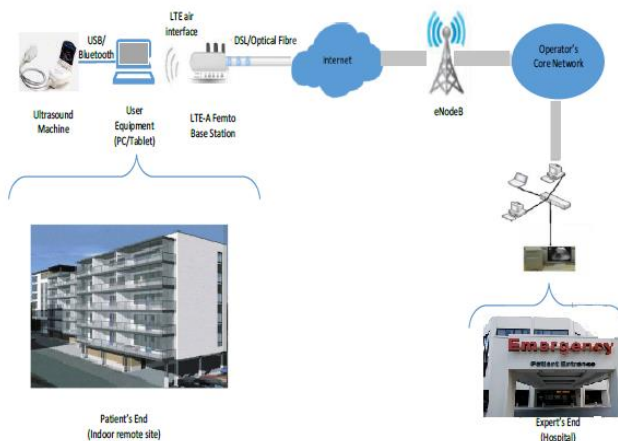 USB/
Bluetooth
LTE air
interface
DSL/Optical Fibre
Internet
Operator's
Core Network
Ultrasound
Machine
User
Equipment
(PC/Tablet)
LTE-A Femto
Base Station
eNodeB
Emergency
Patient Entrance
Patient's End
(Indoor remote site)
Expert's End
(Hospital)